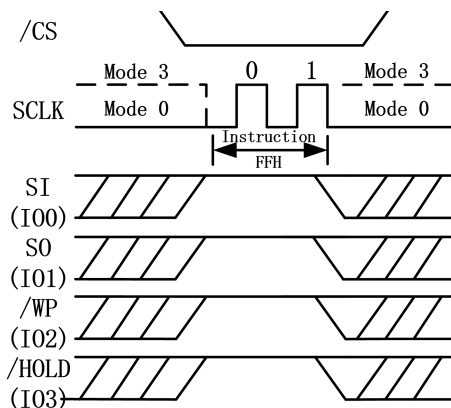 /CS
Mode 3 0 1 Mode 3
SCLK Mode 0 Mode 0
Instruction
FFH
SI
(IO0)
SO
(IO1)
/WP
(IO2)
/HOLD
(IO3)